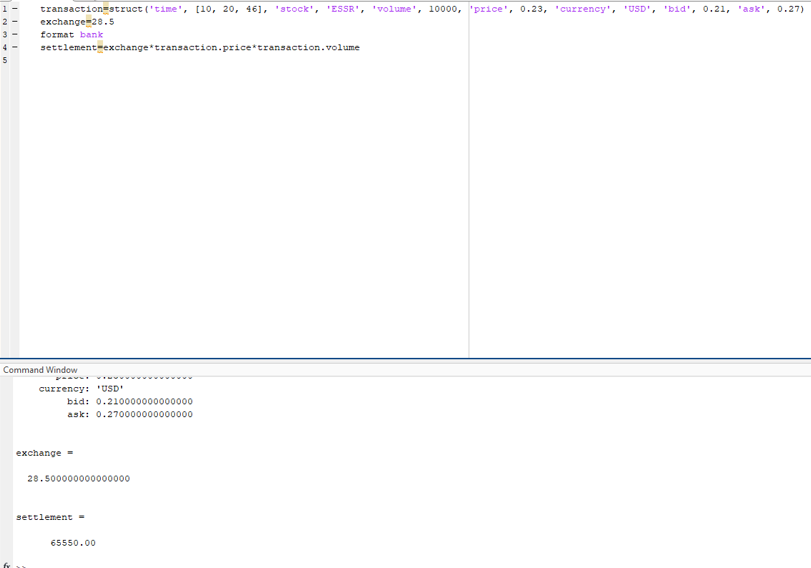 1 – transaction=struct('time', [10, 20, 46], 'stock', 'ESSR', 'volume', 10000, 'price', 0.23, 'currency', 'USD', 'bid', 0.21, 'ask', 0.27)
2 – exchange=28.5
3 – format bank
4 – settlement=exchange*transaction.price*transaction.volume
5
Command Window
currency: 'USD'
bid: 0.210000000000000
ask: 0.270000000000000
exchange =
28.500000000000000
settlement =
65550.00
fx >>